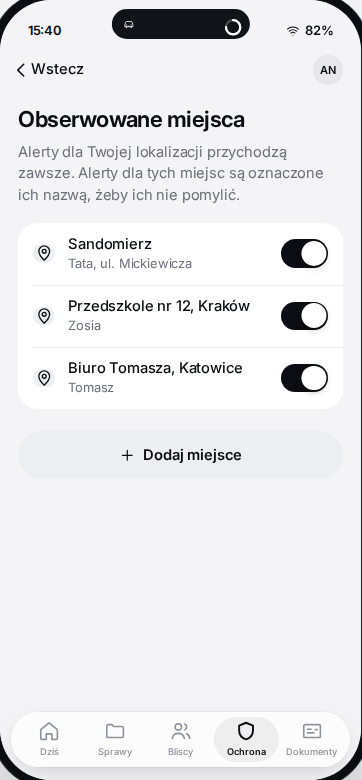 15:40
82%
Wstecz
AN
Obserwowane miejsca
Alerty dla Twojej lokalizacji przychodzą
zawsze. Alerty dla tych miejsc są oznaczone
ich nazwą, żeby ich nie pomylić.
Sandomierz
Tata, ul. Mickiewicza
Przedszkole nr 12, Kraków
Zosia
Biuro Tomasza, Katowice
Tomasz
Dodaj miejsce
Dziś
Sprawy
Bliscy
Ochrona
Dokumenty